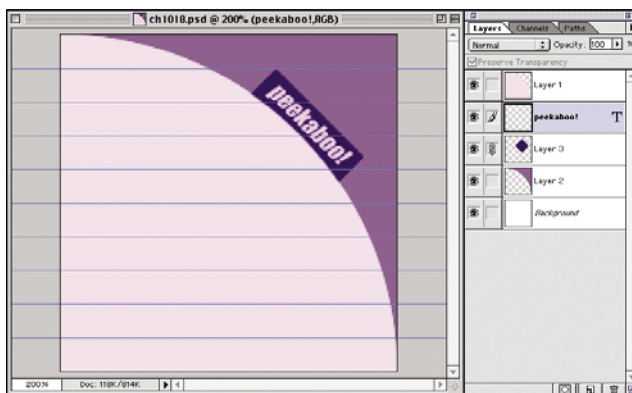 ch1018.psd @ 200% (peekaboo!,RGB)
peekaboo!
200%
Doc: 118K/814K
Layers
Channels
Paths
Normal
Opacity: 100 %
Preserve Transparency
Layer 1
peekaboo!
T
Layer 3
Layer 2
Background